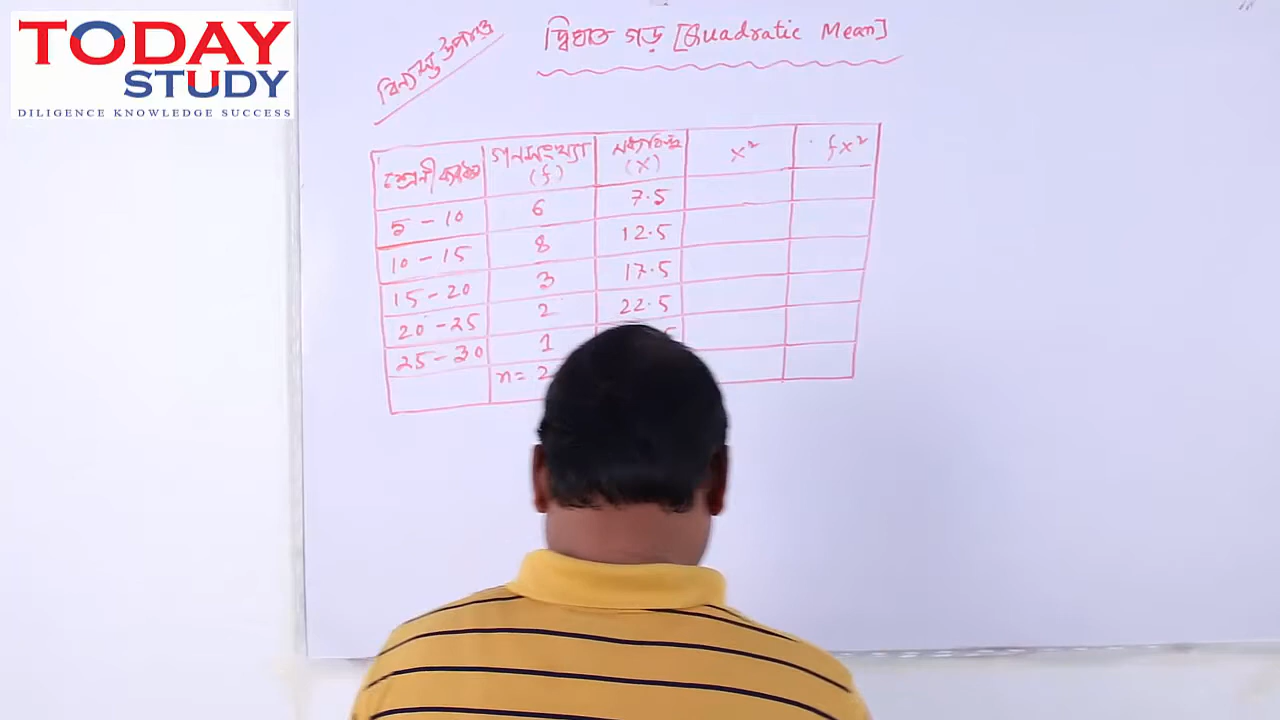 TODAY
STUDY
DILIGENCE KNOWLEDGE SUCCESS
বিন্যস্ত উপাত্ত
দ্বিঘাত গড় [Quadratic Mean]
শ্রেণী ব্যাপ্তি গণসংখ্যা (f) মধ্যবিন্দু (x) x² fx²
5 - 10 6 7.5
10 - 15 8 12.5
15 - 20 3 17.5
20 - 25 2 22.5
25 - 30 1
n = 2